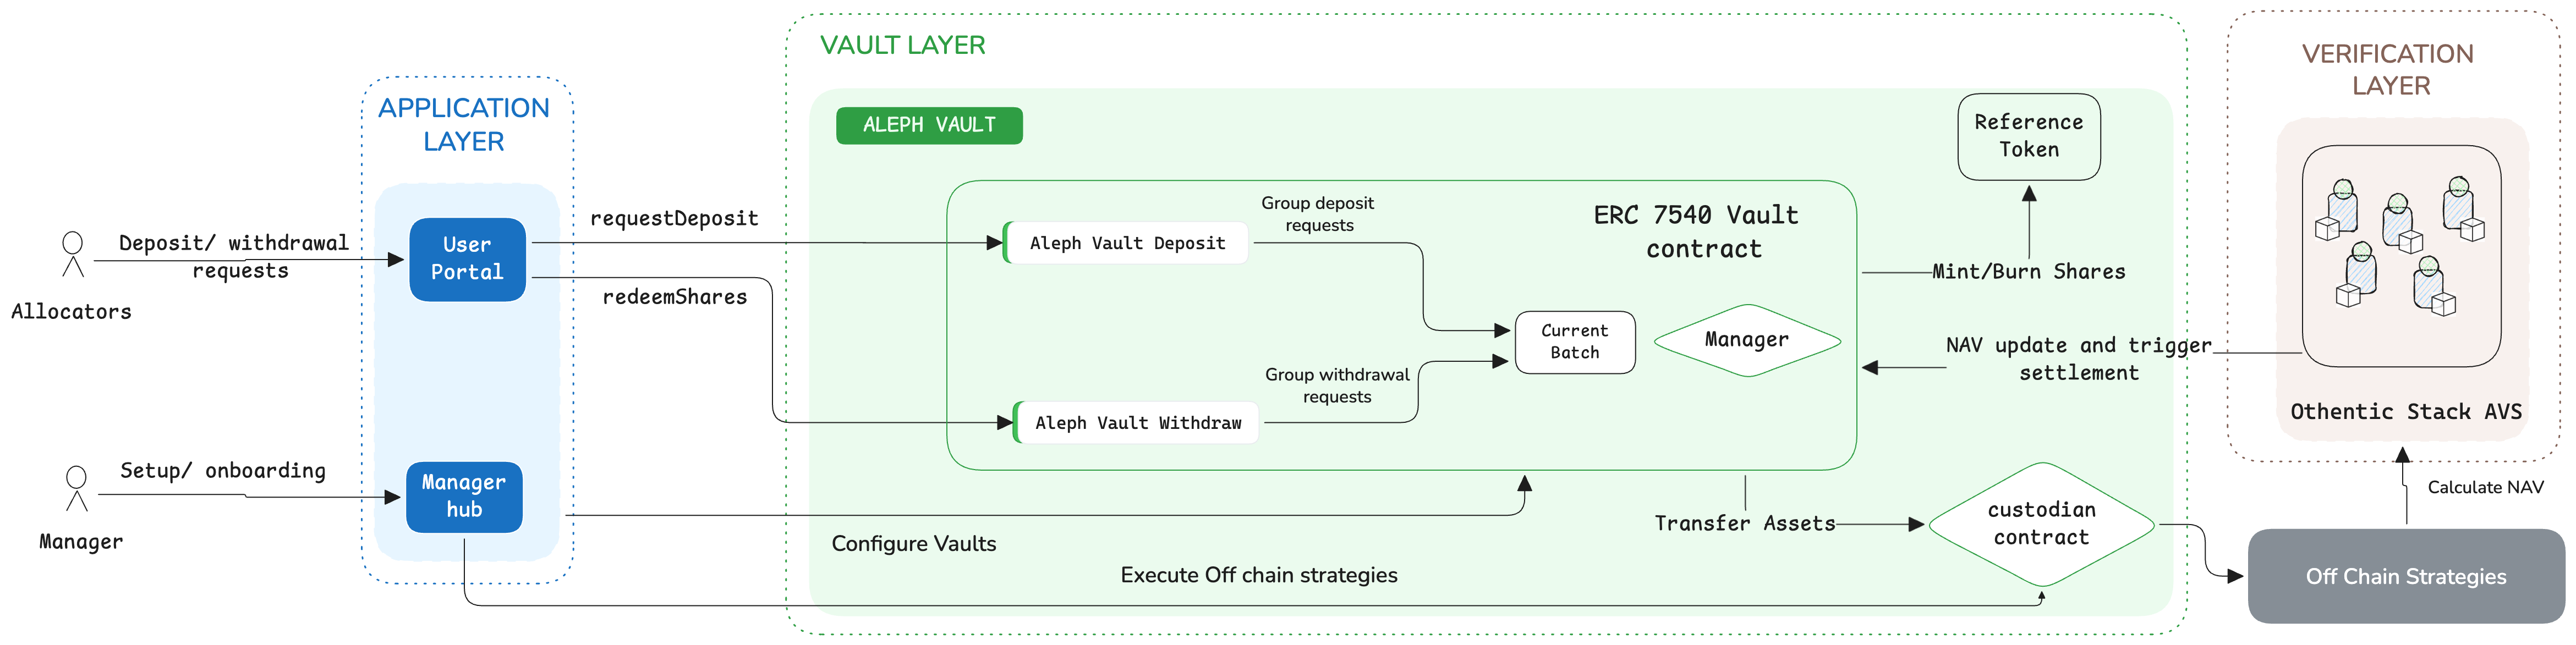 VAULT LAYER
VERIFICATION
LAYER
APPLICATION
LAYER
ALEPH VAULT
Reference
Token
requestDeposit
Group deposit
requests
ERC 7540 Vault
contract
Deposit/ withdrawal
requests
User
Portal
Aleph Vault Deposit
Mint/Burn Shares
redeemShares
Allocators
Current
Batch
Manager
NAV update and trigger
settlement
Group withdrawal
requests
Othentic Stack AVS
Aleph Vault Withdraw
Setup/ onboarding
Manager
hub
Calculate NAV
Manager
Configure Vaults
Transfer Assets
custodian
contract
Execute Off chain strategies
Off Chain Strategies